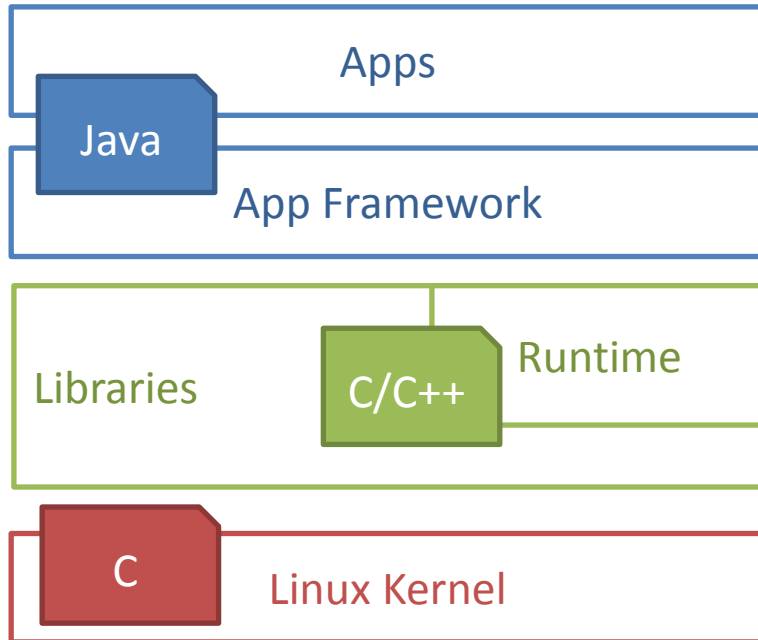 Apps
Java
App Framework
Libraries
C/C++
Runtime
C
Linux Kernel